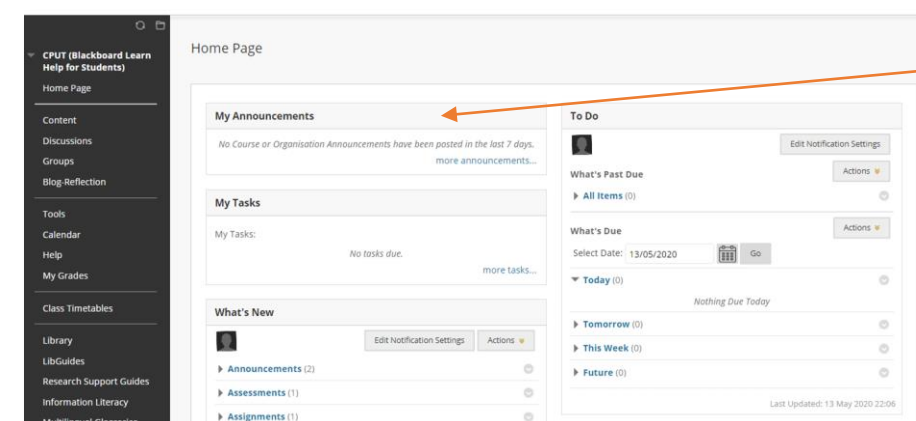 CPUT (Blackboard Learn
Help for Students)
Home Page
Content
Discussions
Groups
Blog-Reflection
Tools
Calendar
Help
My Grades
Class Timetables
Library
LibGuides
Research Support Guides
Information Literacy
Home Page
My Announcements
No Course or Organisation Announcements have been posted in the last 7 days.
more announcements...
My Tasks
My Tasks:
No tasks due.
more tasks...
What's New
Edit Notification Settings
Actions
Announcements (2)
Assessments (1)
Assignments (1)
To Do
Edit Notification Settings
What's Past Due
Actions
All Items (0)
What's Due
Actions
Select Date: 13/05/2020
Go
Today (0)
Nothing Due Today
Tomorrow (0)
This Week (0)
Future (0)
Last Updated: 13 May 2020 22:06